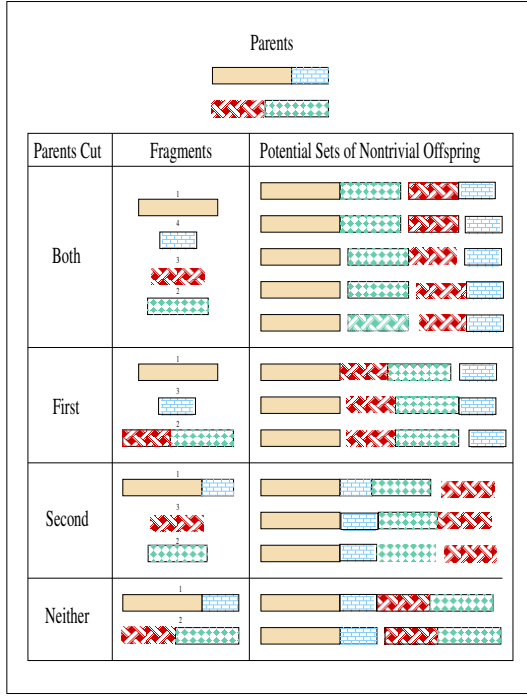 Parents
Parents Cut Fragments Potential Sets of Nontrivial Offspring
Both
1
4
3
2
First
1
3
2
Second
1
3
2
Neither
1
2